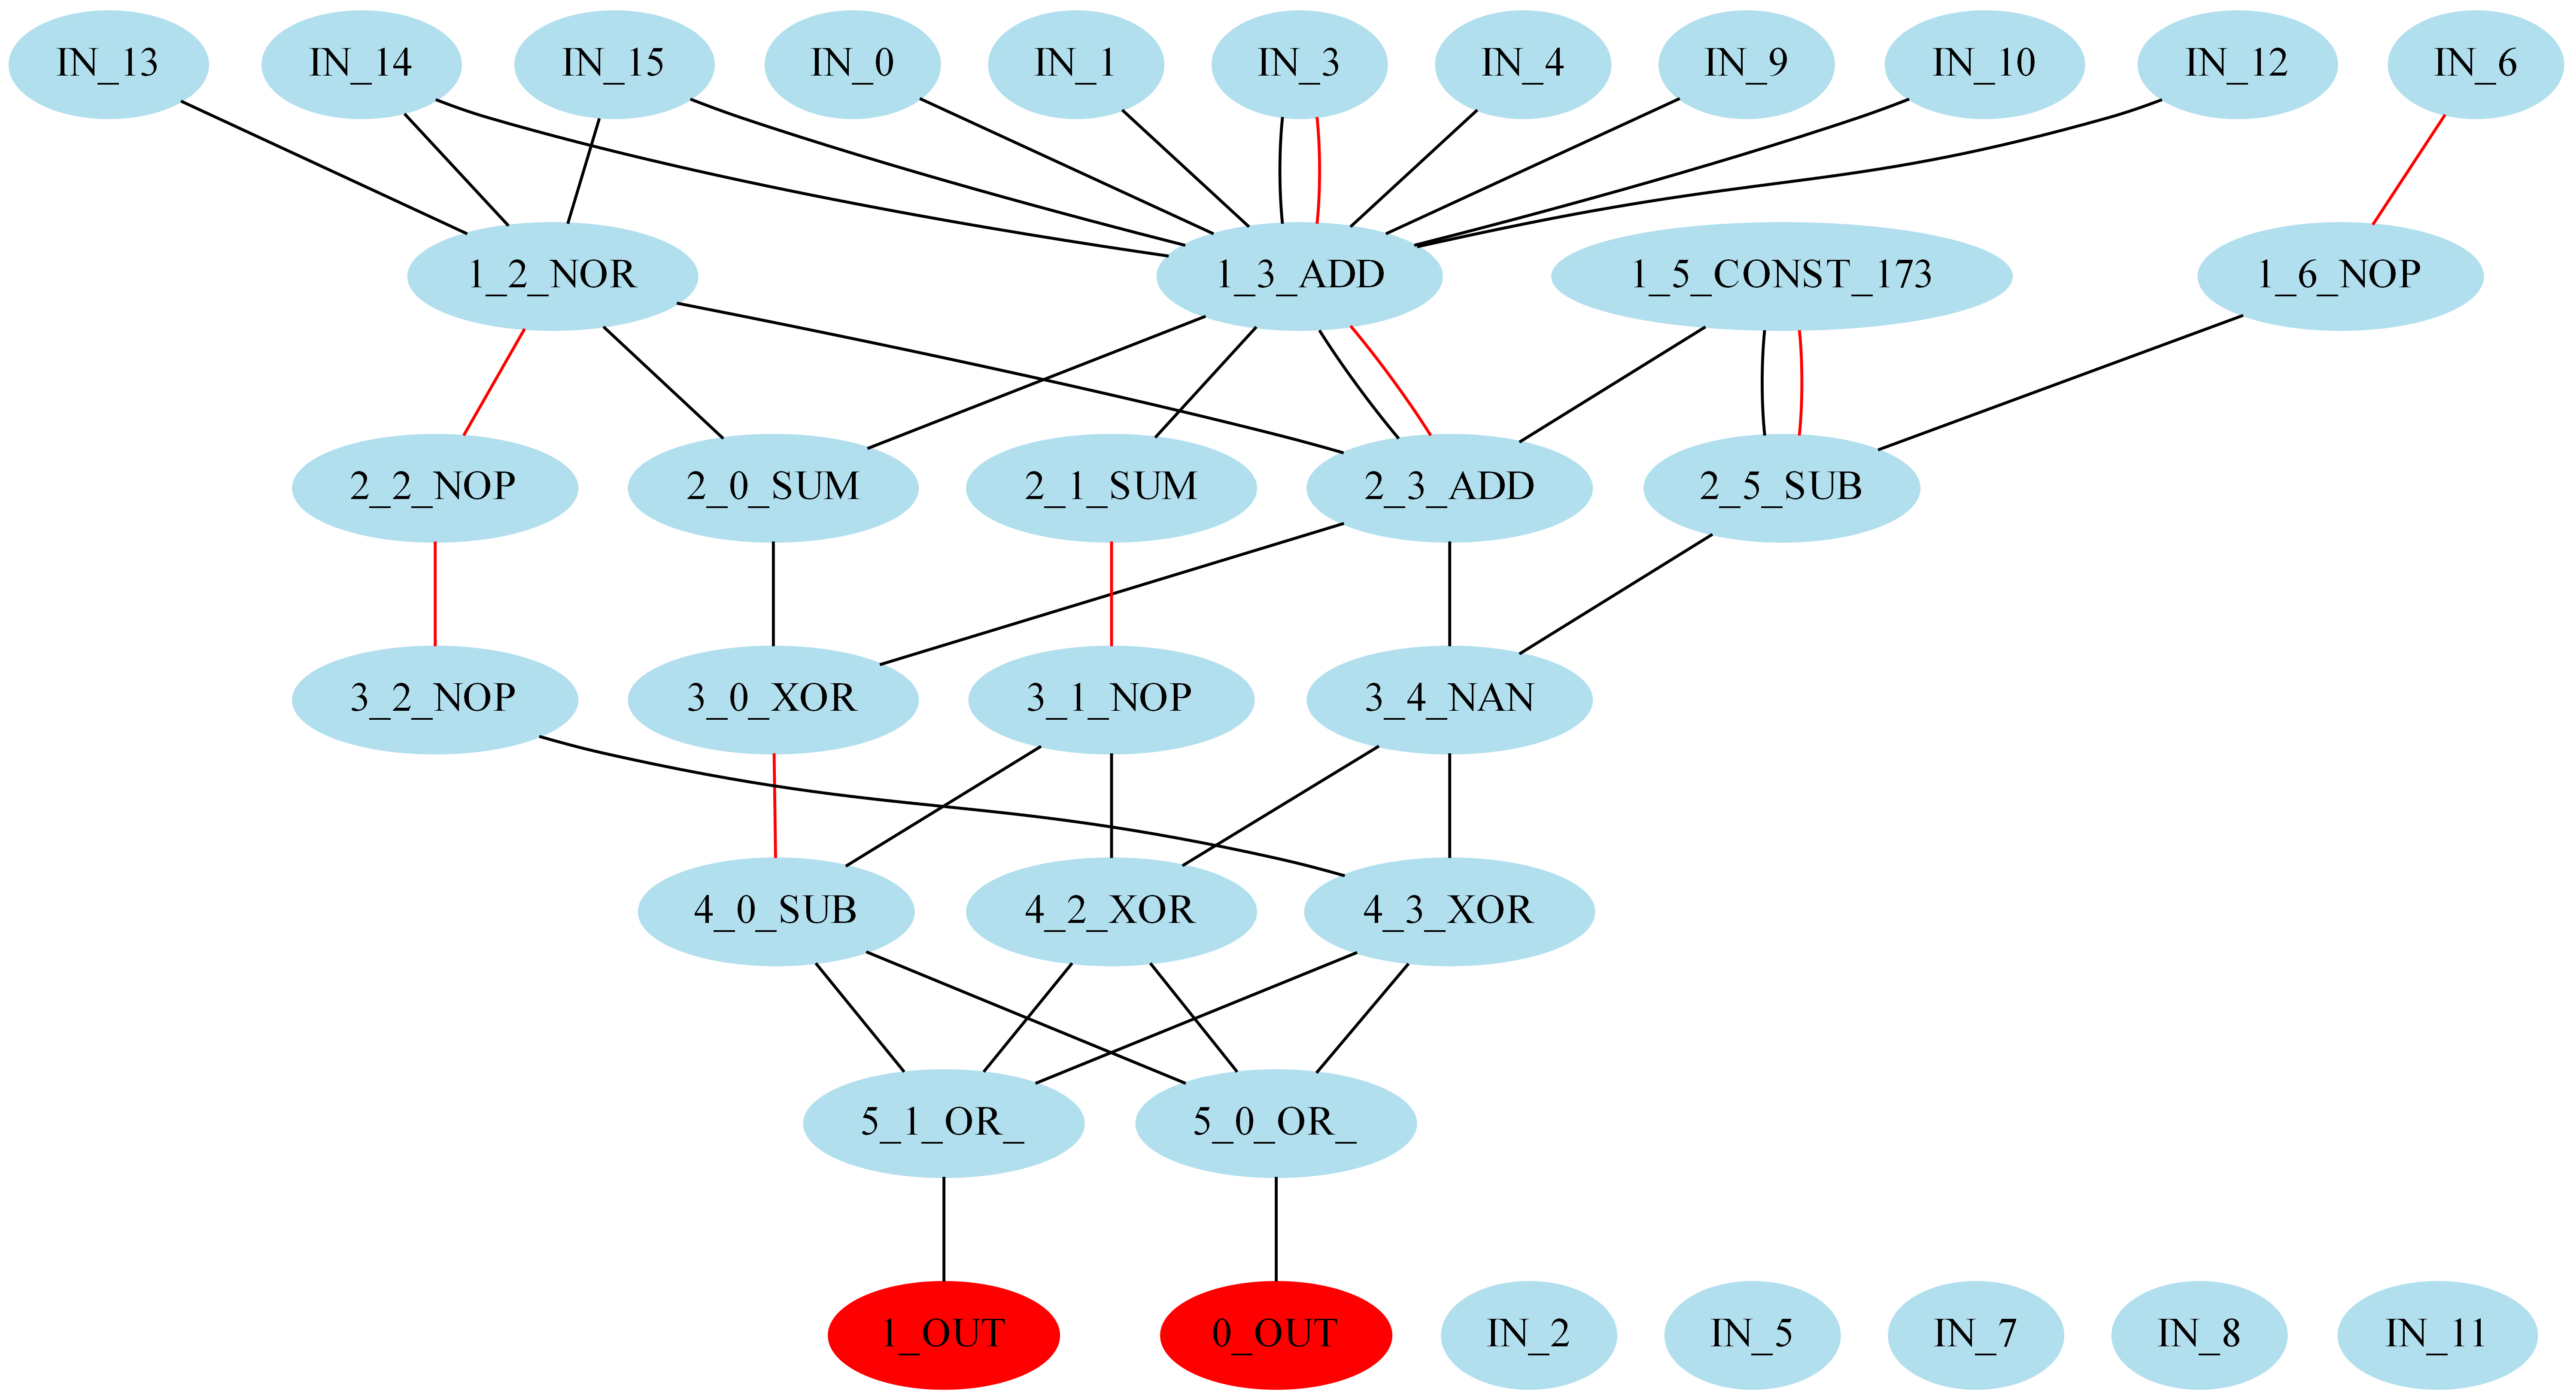 IN_13
IN_14
IN_15
IN_0
IN_1
IN_3
IN_4
IN_9
IN_10
IN_12
IN_6
1_2_NOR
1_3_ADD
1_5_CONST_173
1_6_NOP
2_2_NOP
2_0_SUM
2_1_SUM
2_3_ADD
2_5_SUB
3_2_NOP
3_0_XOR
3_1_NOP
3_4_NAN
4_0_SUB
4_2_XOR
4_3_XOR
5_1_OR_
5_0_OR_
1_OUT
0_OUT
IN_2
IN_5
IN_7
IN_8
IN_11